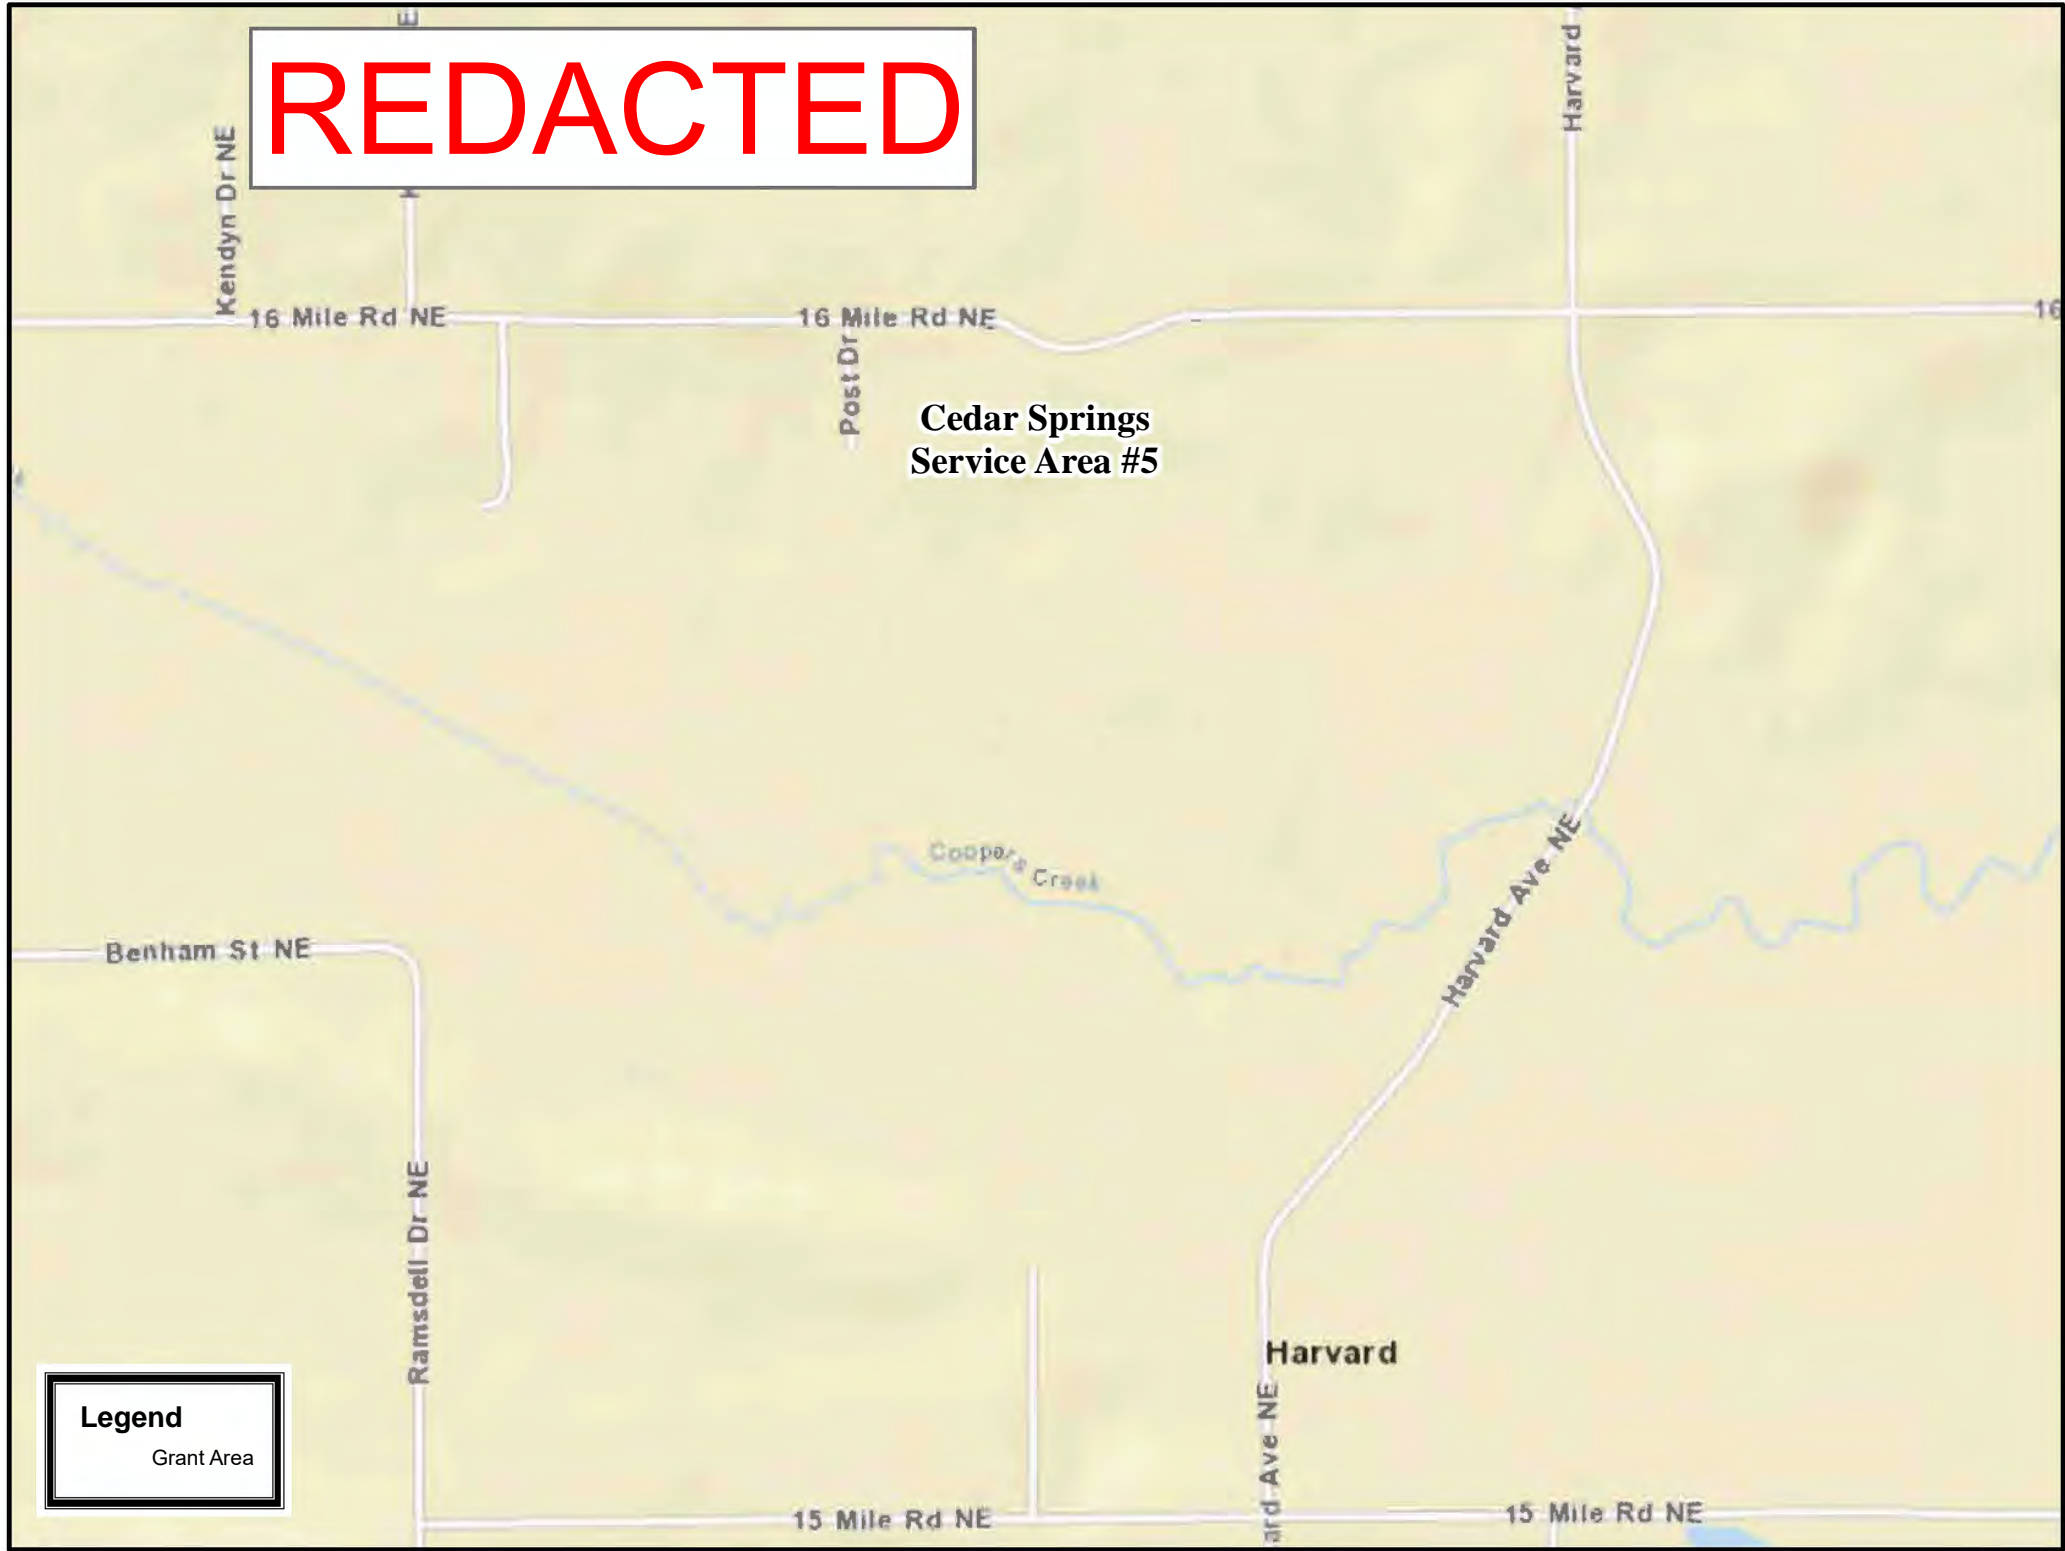 E
REDACTED
Harvard
Kendyn Dr NE
16 Mile Rd NE
16 Mile Rd NE
16
Post Dr
Cedar Springs
Service Area #5
Coopers Creek
Harvard Ave NE
Benham St NE
Ramsdell Dr NE
Harvard
ard Ave NE
Legend
Grant Area
15 Mile Rd NE
15 Mile Rd NE